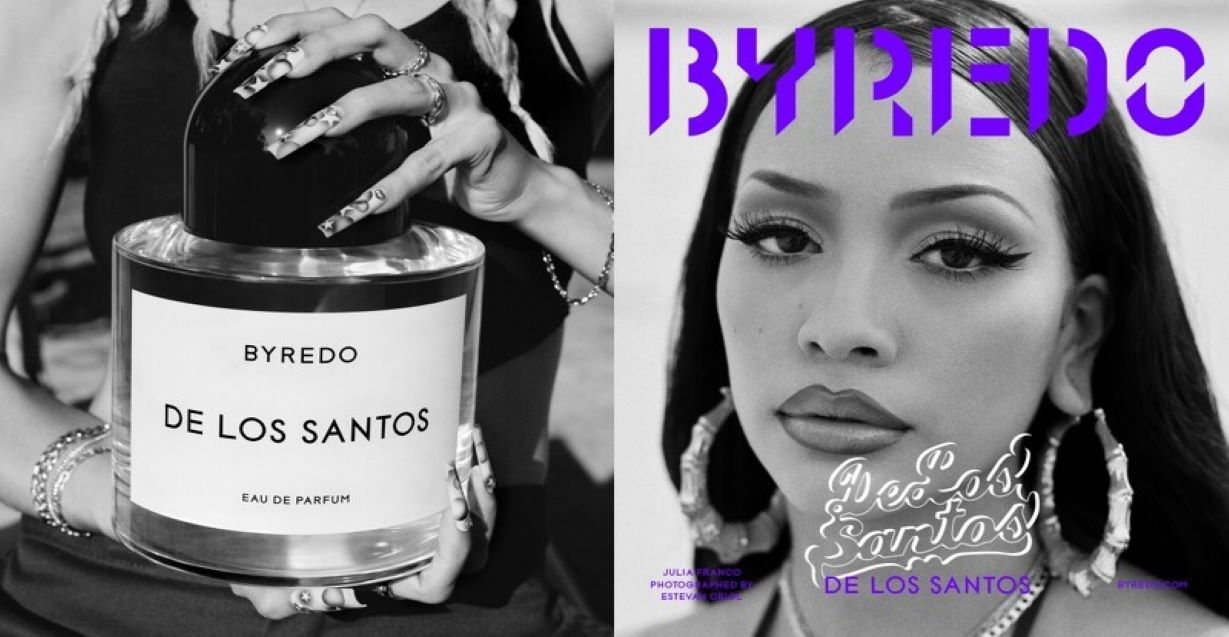 BYREDO
DE LOS SANTOS
EAU DE PARFUM
BYREDO
De Los
Santos
JULIA FRANCO
PHOTOGRAPHED BY
ESTEVAN ORIOL
DE LOS SANTOS
BYREDO.COM